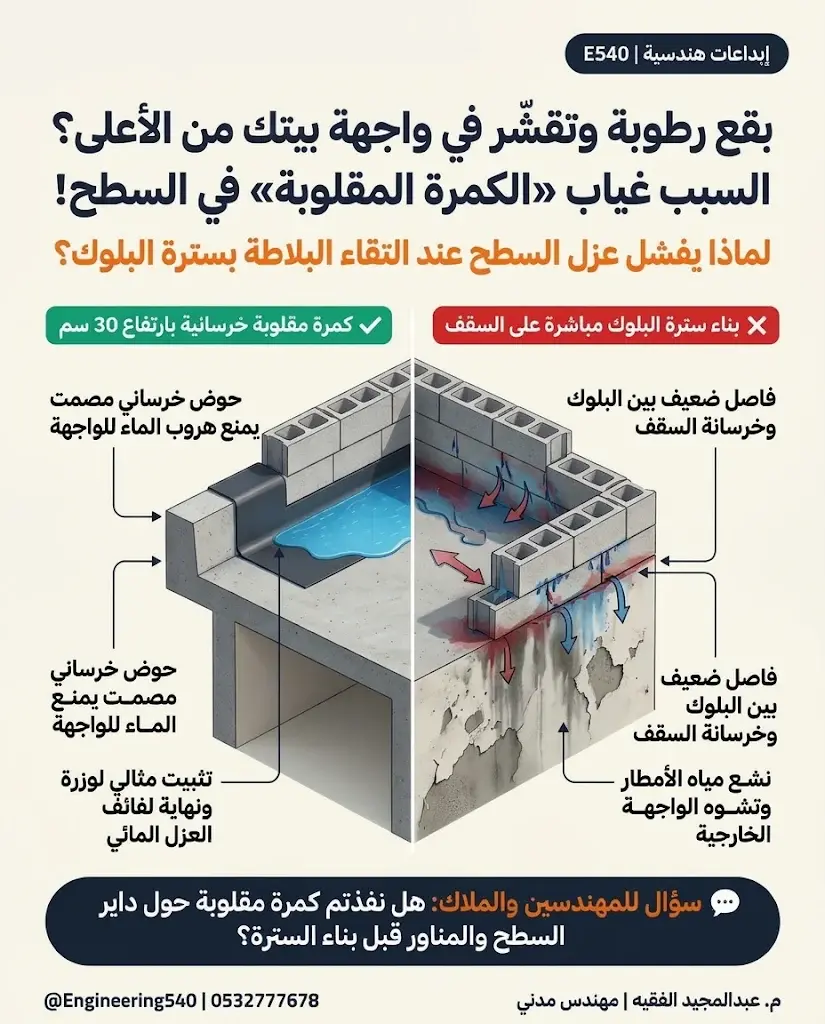 إبداعات هندسية | E540
بقع رطوبة وتقشّر في واجهة بيتك من الأعلى؟
السبب غياب «الكمرة المقلوبة» في السطح!
لماذا يفشل عزل السطح عند التقاء البلاطة بسترة البلوك؟
بناء سترة البلوك مباشرة على السقف
كمرة مقلوبة خرسانية بارتفاع 30 سم
فاصل ضعيف بين البلوك
وخرسانة السقف
حوض خرساني مصمت
يمنع هروب الماء للواجهة
فاصل ضعيف
بين البلوك
وخرسانة السقف
حوض خرساني
مصمت يمنع
الماء للواجهة
نشع مياه الأمطار
وتشوه الواجهة
الخارجية
تثبيت مثالي لوزرة
ونهاية لفائف
العزل المائي
سؤال للمهندسين والملاك: هل نفذتم كمرة مقلوبة حول داير
السطح والمناور قبل بناء السترة؟
م. عبدالمجيد الفقيه | مهندس مدني
@Engineering540 | 0532777678